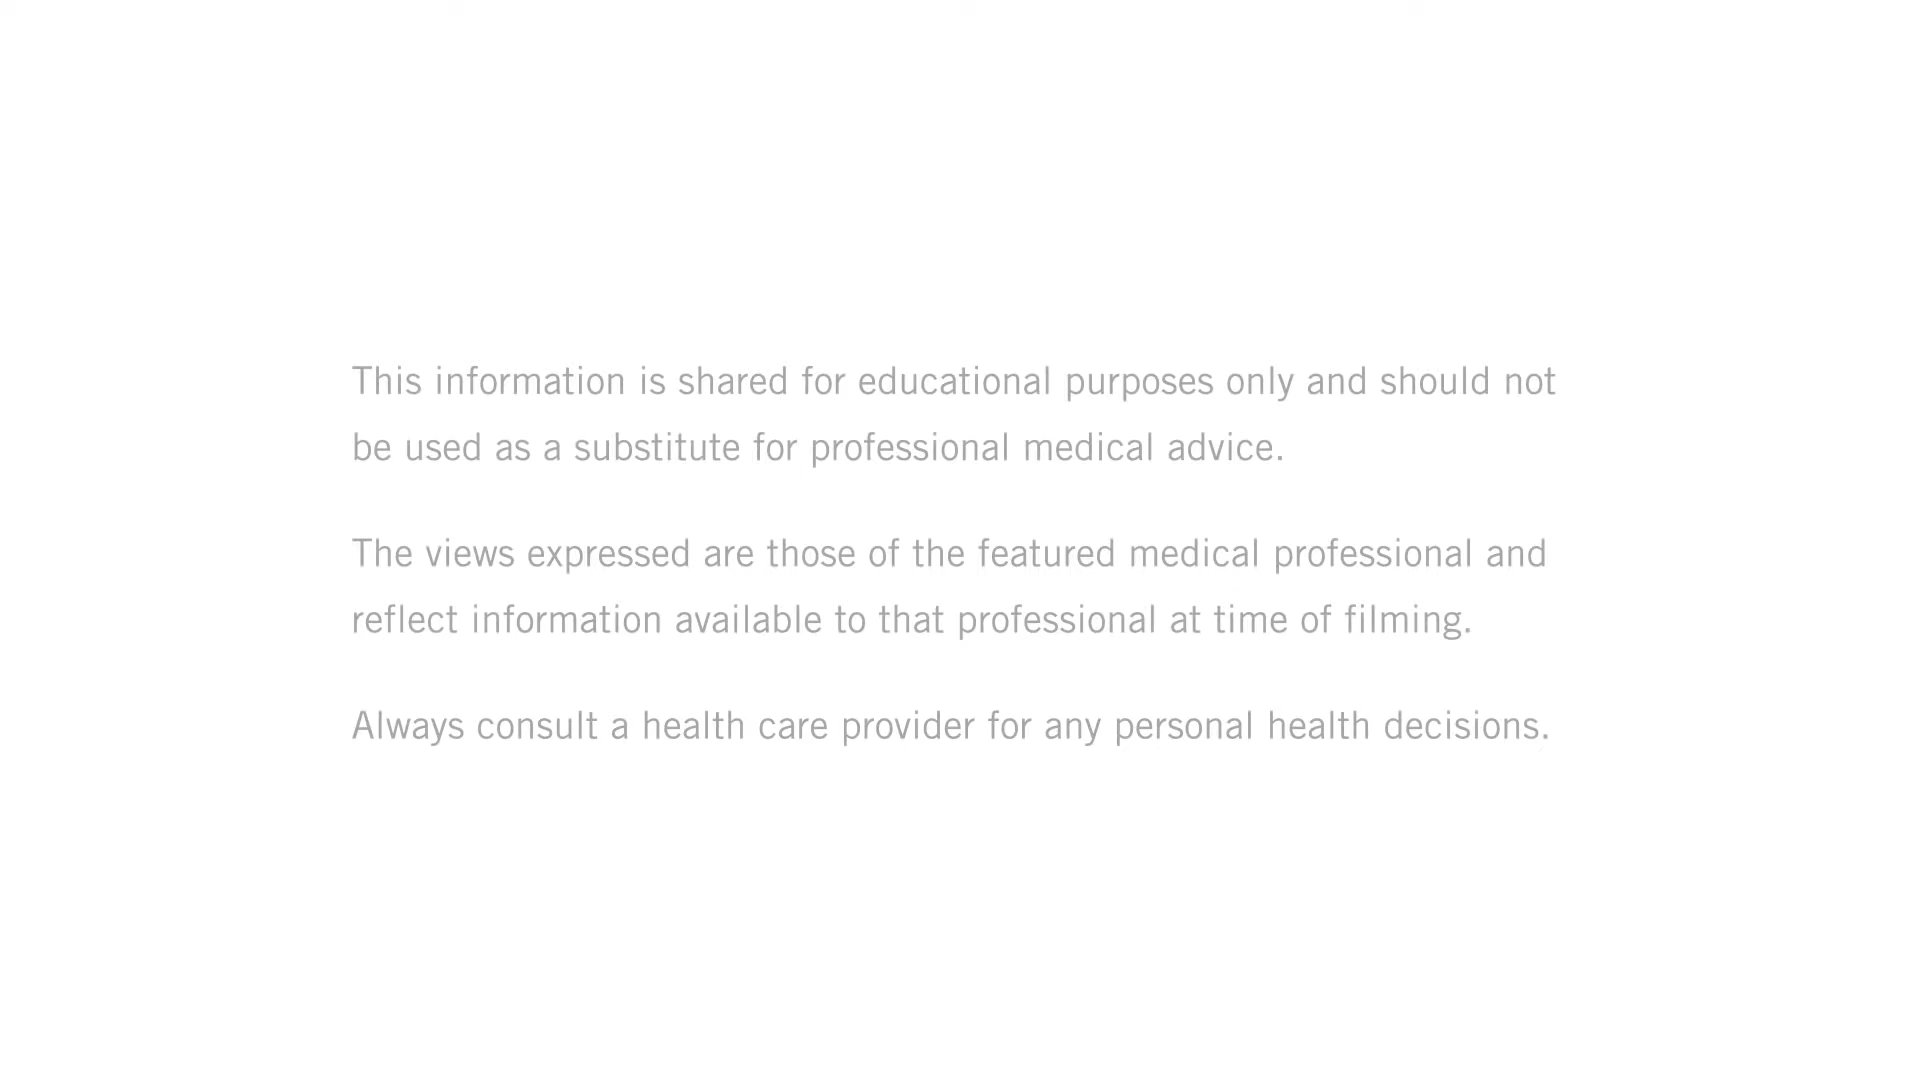 This information is shared for educational purposes only and should not
be used as a substitute for professional medical advice.
The views expressed are those of the featured medical professional and
reflect information available to that professional at time of filming.
Always consult a health care provider for any personal health decisions.